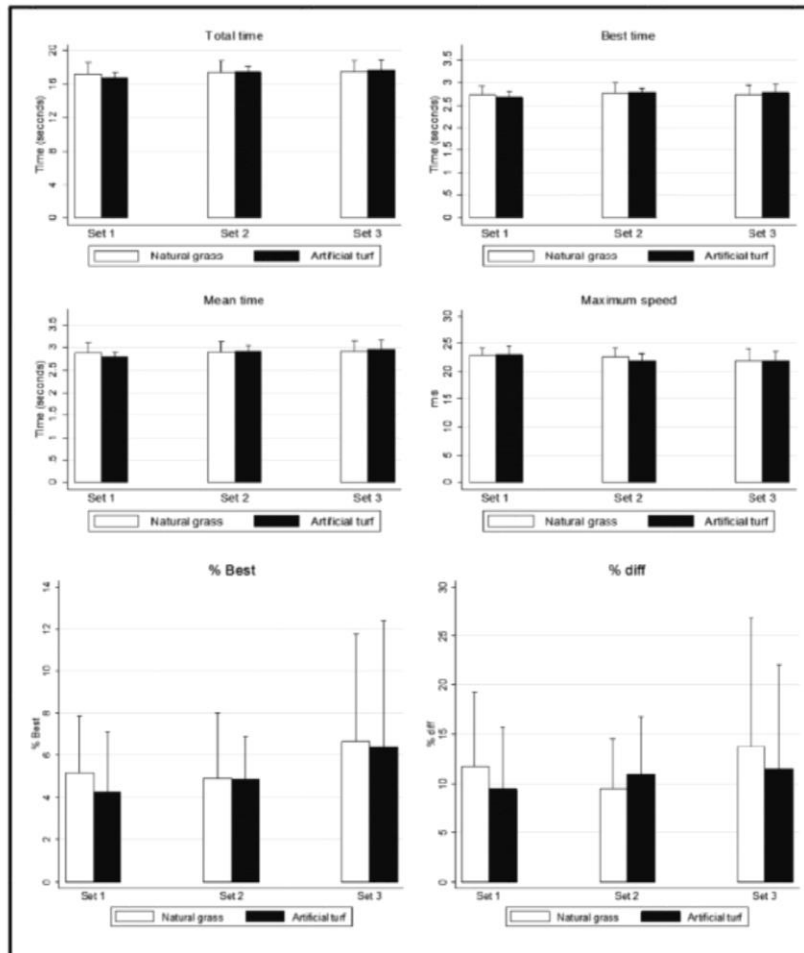 Total time
Time (seconds)
20
16
12
8
4
0
Set 1
Set 2
Set 3
Natural grass
Artificial turf
Best time
Time (seconds)
3.5
3
2.5
2
1.5
1
.5
0
Set 1
Set 2
Set 3
Natural grass
Artificial turf
Mean time
Time (seconds)
3.5
3
2.5
2
1.5
1
.5
0
Set 1
Set 2
Set 3
Natural grass
Artificial turf
Maximum speed
ms
30
25
20
15
10
5
0
Set 1
Set 2
Set 3
Natural grass
Artificial turf
% Best
% Best
14
12
10
8
6
4
2
0
Set 1
Set 2
Set 3
Natural grass
Artificial turf
% diff
% diff
30
25
20
15
10
5
0
Set 1
Set 2
Set 3
Natural grass
Artificial turf